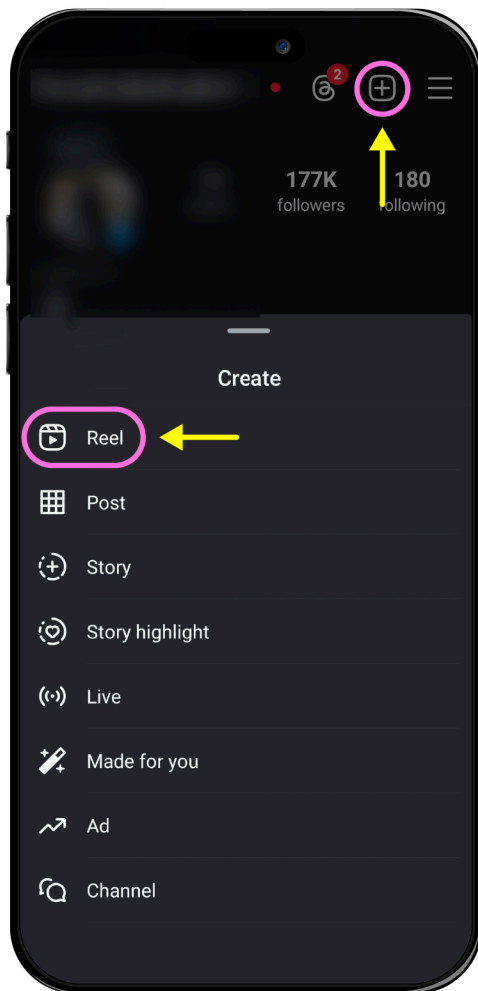 2
177K 180
followers following
Create
Reel
Post
Story
Story highlight
Live
Made for you
Ad
Channel